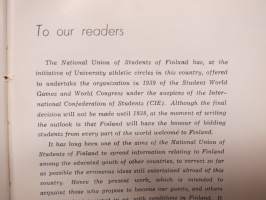 To our readers
The National Union of Students of Finland has, at the
initiative of University athletic circles in this country, offered
to undertake the organization in 1939 of the Student World
Games and World Congress under the auspices of the Inter-
national Confederation of Students (CIE). Although the final
decision will not be made until 1938, at the moment of writing
the outlook is that Finland will have the honour of bidding
students from every part of the world welcome to Finland.
It has long been one of the aims of the National Union of
Students of Finland to spread information relating to Finland
among the educated youth of other countries, to correct so far
as possible the erroneous ideas still entertained abroad of this
country. Hence the present work, which is intended to
acquaint those who propose to become our guests, and others
with conditions in Finland. It